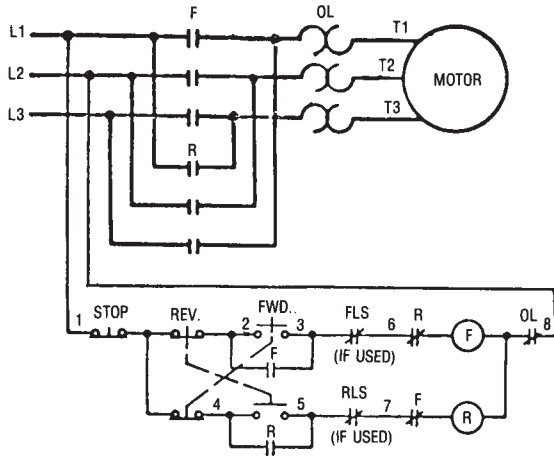 F OL
L1 T1
L2 T2 MOTOR
L3 T3
R
1 STOP REV. 2 FWD.. 3 FLS 6 R F OL 8
F (IF USED)
4 5 RLS 7 F R
R (IF USED)